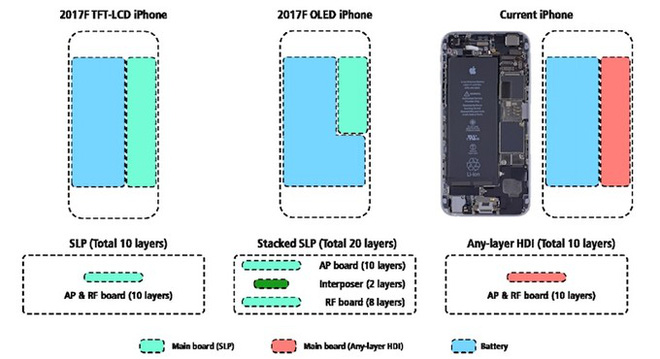 2017F TFT-LCD iPhone
2017F OLED iPhone
Current iPhone
Li-ion
SLP (Total 10 layers)
Stacked SLP (Total 20 layers)
Any-layer HDI (Total 10 layers)
AP & RF board (10 layers)
AP board (10 layers)
Interposer (2 layers)
RF board (8 layers)
AP & RF board (10 layers)
Main board (SLP)
Main board (Any-layer HDI)
Battery